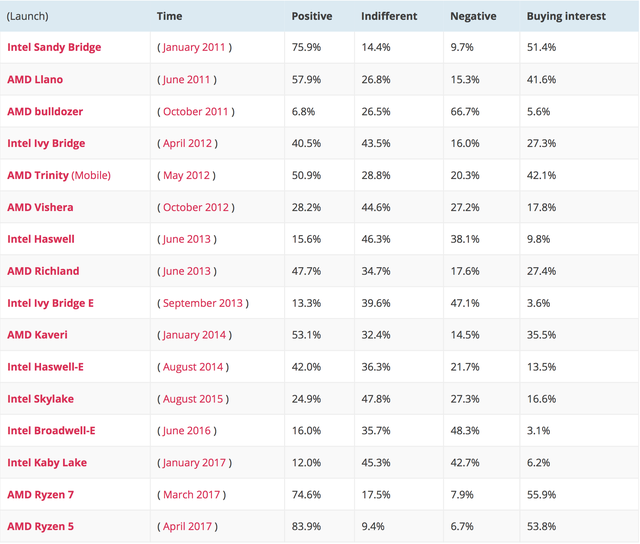 (Launch) Time Positive Indifferent Negative Buying interest
Intel Sandy Bridge ( January 2011 ) 75.9% 14.4% 9.7% 51.4%
AMD Llano ( June 2011 ) 57.9% 26.8% 15.3% 41.6%
AMD bulldozer ( October 2011 ) 6.8% 26.5% 66.7% 5.6%
Intel Ivy Bridge ( April 2012 ) 40.5% 43.5% 16.0% 27.3%
AMD Trinity (Mobile) ( May 2012 ) 50.9% 28.8% 20.3% 42.1%
AMD Vishera ( October 2012 ) 28.2% 44.6% 27.2% 17.8%
Intel Haswell ( June 2013 ) 15.6% 46.3% 38.1% 9.8%
AMD Richland ( June 2013 ) 47.7% 34.7% 17.6% 27.4%
Intel Ivy Bridge E ( September 2013 ) 13.3% 39.6% 47.1% 3.6%
AMD Kaveri ( January 2014 ) 53.1% 32.4% 14.5% 35.5%
Intel Haswell-E ( August 2014 ) 42.0% 36.3% 21.7% 13.5%
Intel Skylake ( August 2015 ) 24.9% 47.8% 27.3% 16.6%
Intel Broadwell-E ( June 2016 ) 16.0% 35.7% 48.3% 3.1%
Intel Kaby Lake ( January 2017 ) 12.0% 45.3% 42.7% 6.2%
AMD Ryzen 7 ( March 2017 ) 74.6% 17.5% 7.9% 55.9%
AMD Ryzen 5 ( April 2017 ) 83.9% 9.4% 6.7% 53.8%